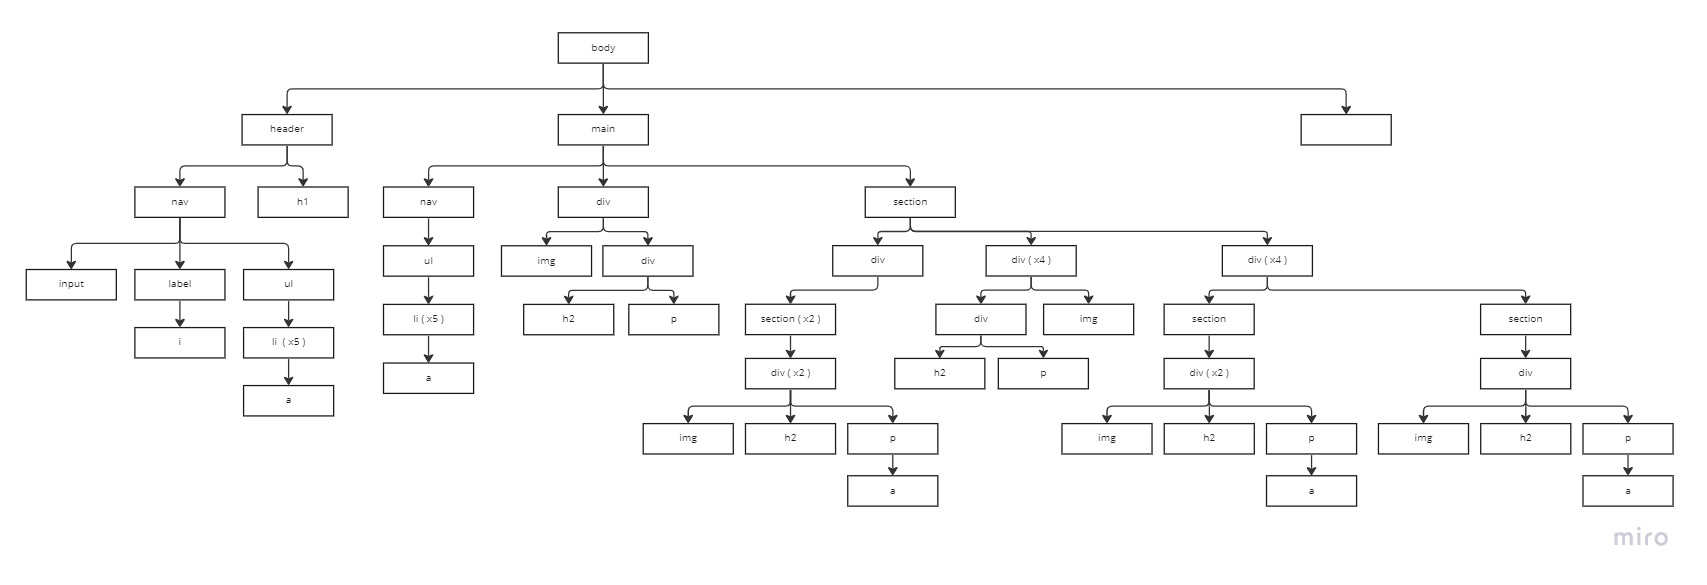 body
header
main
nav
h1
nav
div
section
input
label
ul
ul
img
div
div
div ( x4 )
div ( x4 )
i
li  ( x5 )
li ( x5 )
h2
p
section ( x2 )
div
img
section
section
a
a
div ( x2 )
h2
p
div ( x2 )
div
img
h2
p
img
h2
p
img
h2
p
a
a
a
miro